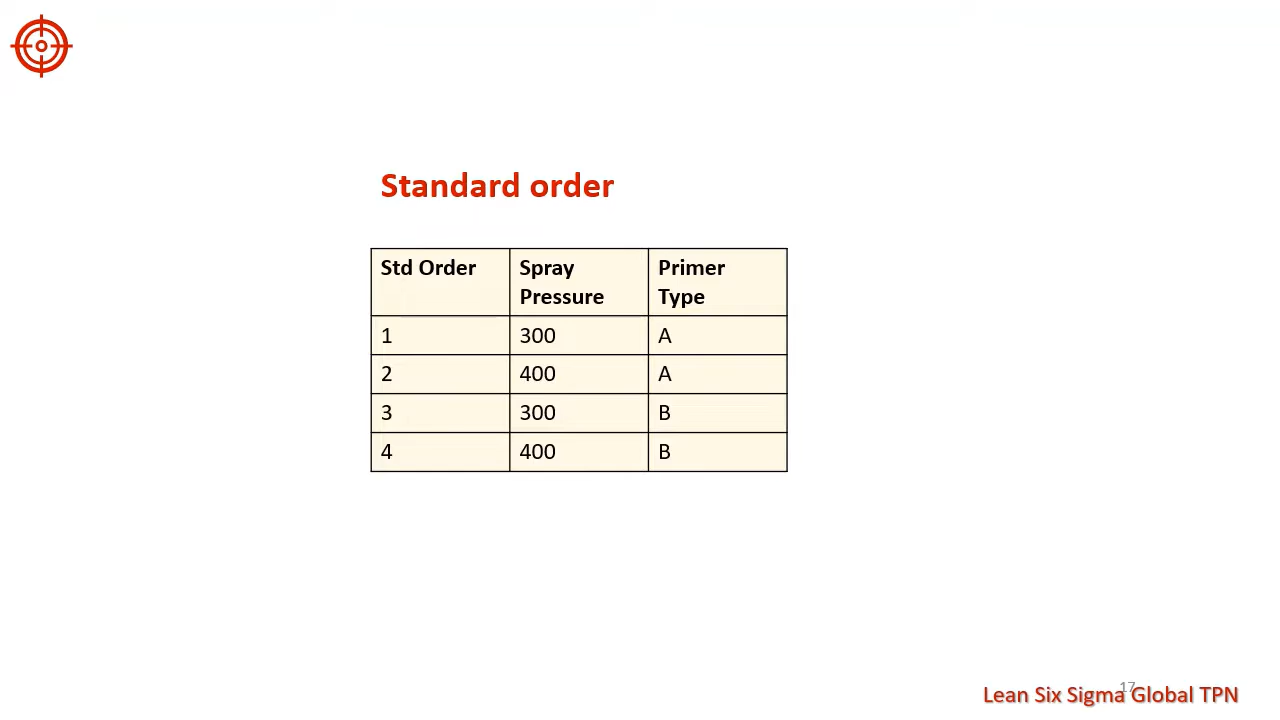 Standard order
Std Order Spray Pressure Primer Type
1 300 A
2 400 A
3 300 B
4 400 B
17
Lean Six Sigma Global TPN